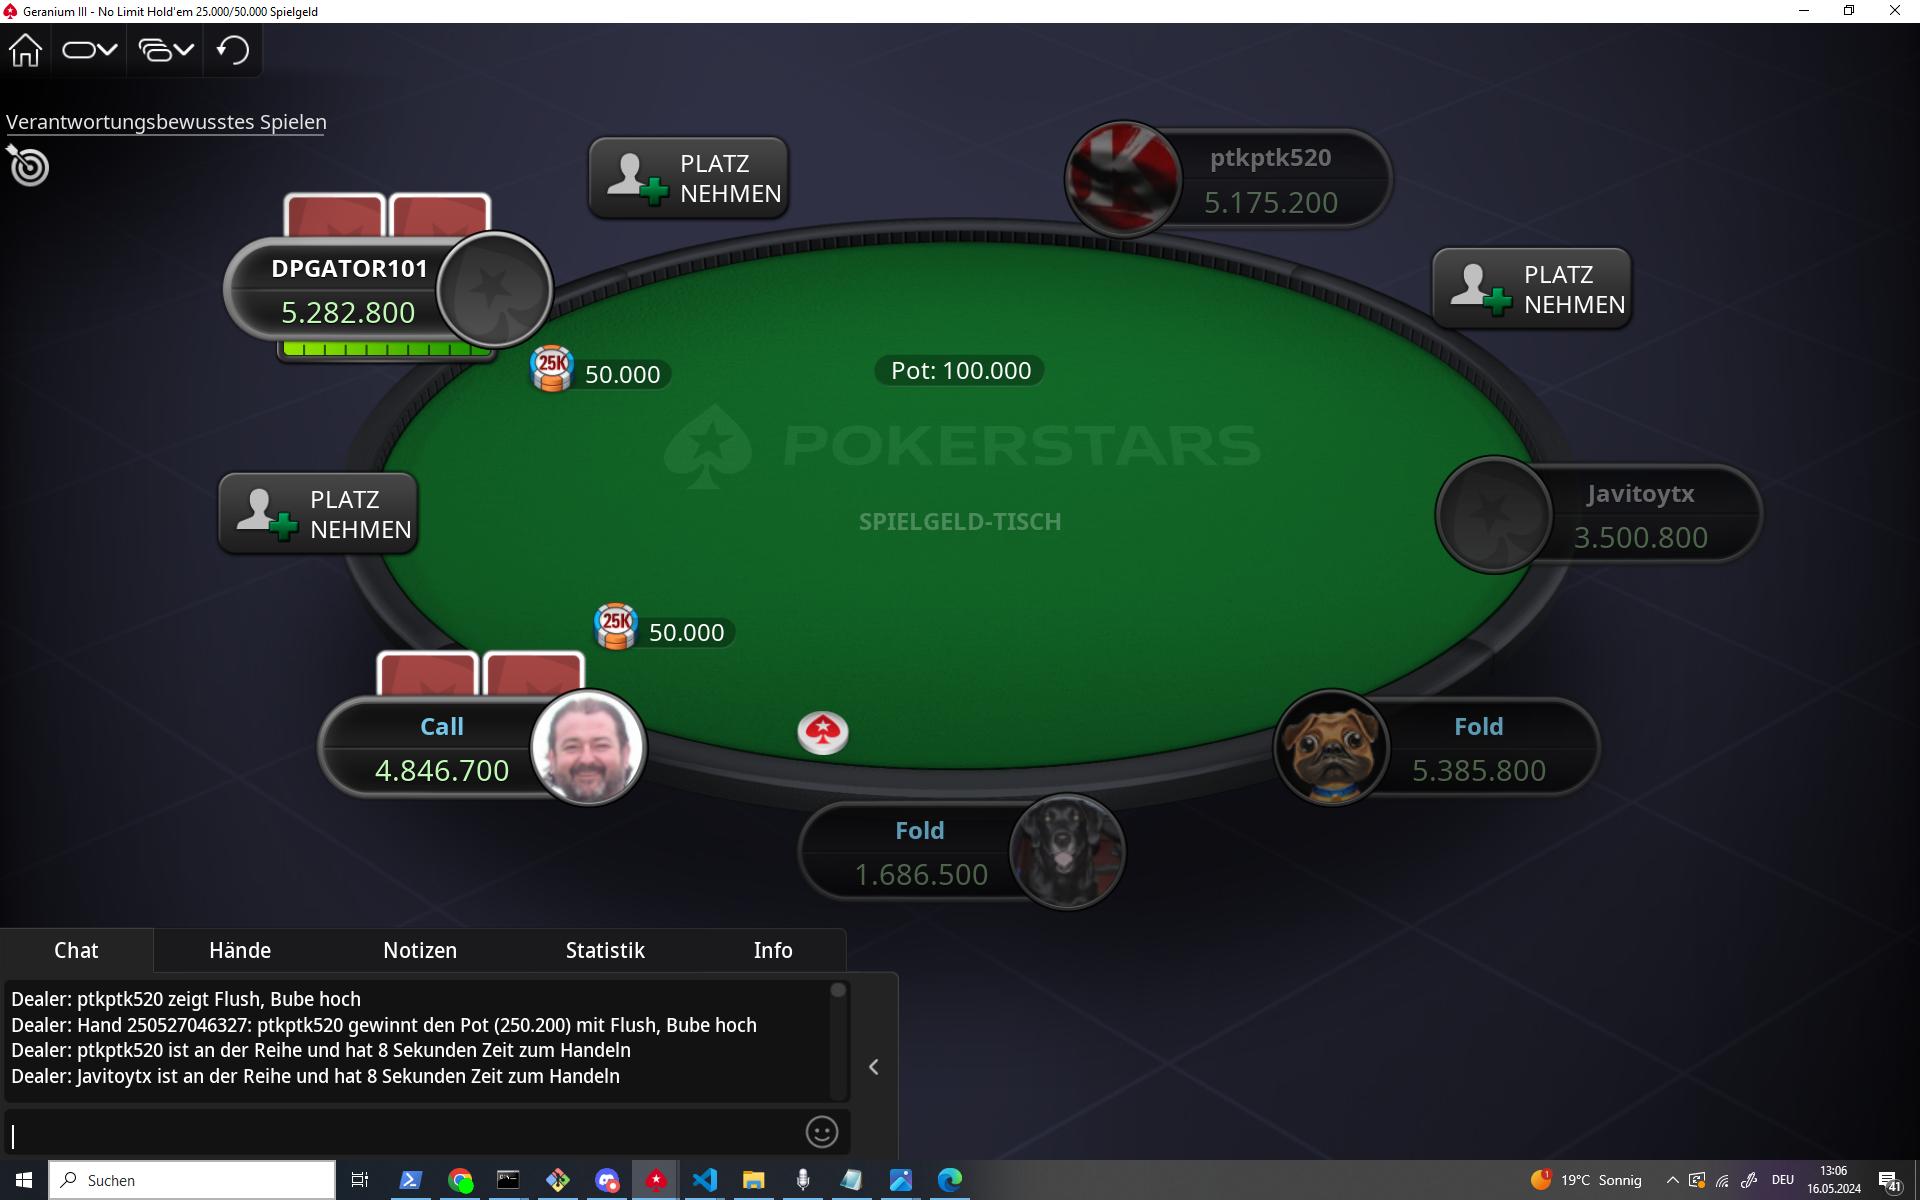 Geranium III - No Limit Hold'em 25.000/50.000 Spielgeld
Verantwortungsbewusstes Spielen
PLATZ
NEHMEN
ptkptk520
5.175.200
DPGATOR101
5.282.800
PLATZ
NEHMEN
25K
50.000
Pot: 100.000
POKERSTARS
SPIELGELD-TISCH
PLATZ
NEHMEN
Javitoytx
3.500.800
25K
50.000
Call
4.846.700
Fold
5.385.800
Fold
1.686.500
Chat
Hände
Notizen
Statistik
Info
Dealer: ptkptk520 zeigt Flush, Bube hoch
Dealer: Hand 250527046327: ptkptk520 gewinnt den Pot (250.200) mit Flush, Bube hoch
Dealer: ptkptk520 ist an der Reihe und hat 8 Sekunden Zeit zum Handeln
Dealer: Javitoytx ist an der Reihe und hat 8 Sekunden Zeit zum Handeln
Suchen
1
19°C Sonnig
DEU
13:06
16.05.2024
41